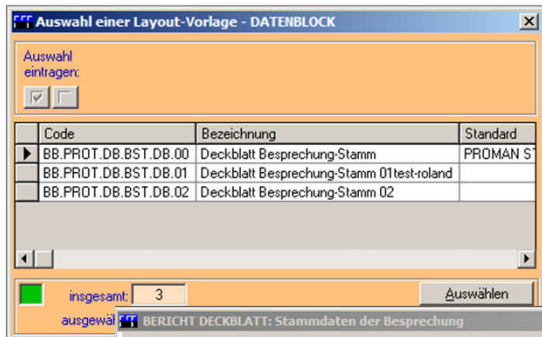 Auswahl einer Layout-Vorlage - DATENBLOCK
Auswahl
eintragen:
Code Bezeichnung Standard
BB.PROT.DB.BST.DB.00 Deckblatt Besprechung-Stamm PROMAN
BB.PROT.DB.BST.DB.01 Deckblatt Besprechung-Stamm 01test-roland
BB.PROT.DB.BST.DB.02 Deckblatt Besprechung-Stamm 02
insgesamt: 3 Auswählen
BERICHT DECKBLATT: Stammdaten der Besprechung